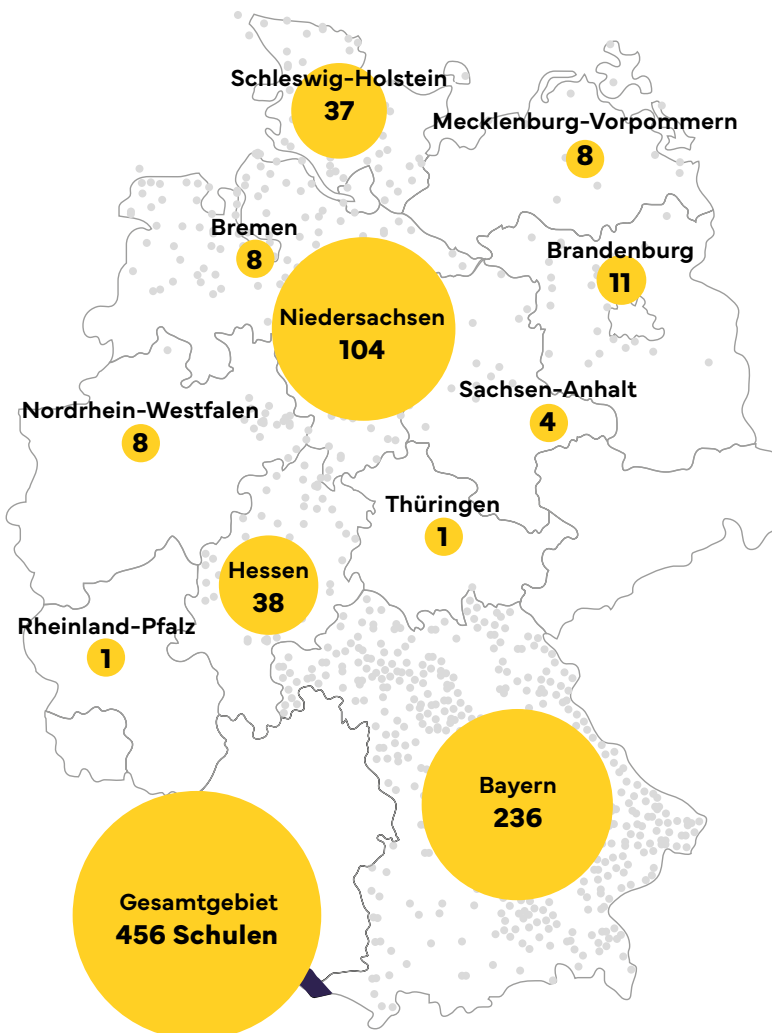 Schleswig-Holstein
37
Mecklenburg-Vorpommern
8
Bremen
8
Brandenburg
11
Niedersachsen
104
Sachsen-Anhalt
4
Nordrhein-Westfalen
8
Thüringen
1
Hessen
38
Rheinland-Pfalz
1
Bayern
236
Gesamtgebiet
456 Schulen